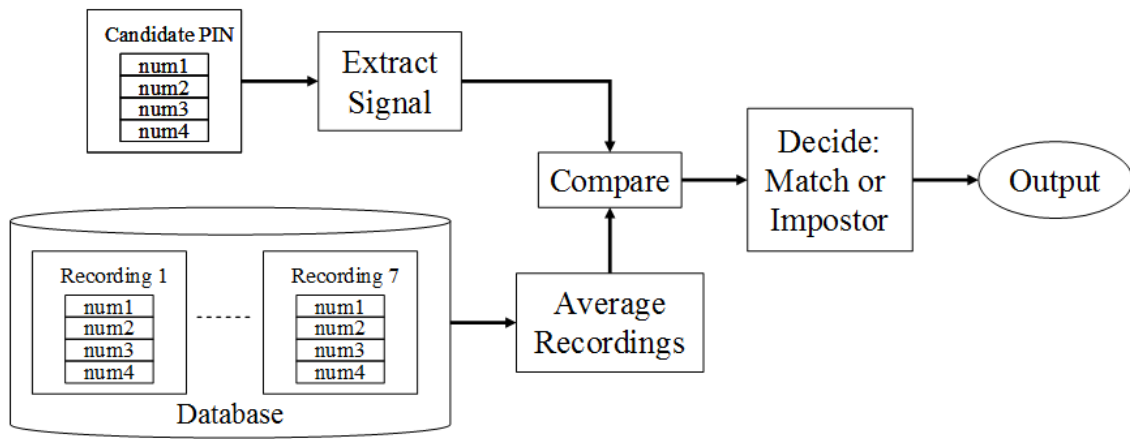 Candidate PIN
num1
num2
num3
num4
Extract
Signal
Compare
Decide:
Match or
Impostor
Output
Recording 1
num1
num2
num3
num4
Recording 7
num1
num2
num3
num4
Database
Average
Recordings